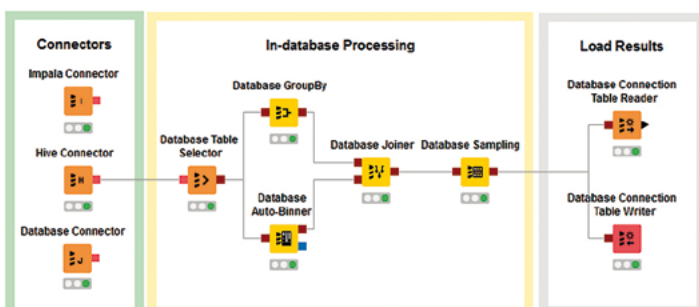 Connectors
In-database Processing
Load Results
Impala Connector
Hive Connector
Database Connector
Database Table
Selector
Database GroupBy
Database
Auto-Binner
Database Joiner
Database Sampling
Database Connection
Table Reader
Database Connection
Table Writer